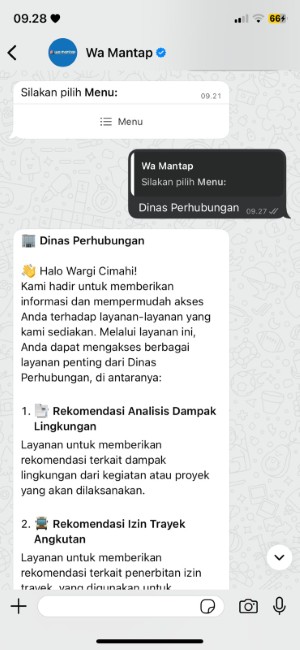 09.28
66
Wa Mantap
Silakan pilih Menu:
09.21
Menu
Wa Mantap
Silakan pilih Menu:
Dinas Perhubungan 09.27
Dinas Perhubungan
Halo Wargi Cimahi!
Kami hadir untuk memberikan
informasi dan mempermudah akses
Anda terhadap layanan-layanan yang
kami sediakan. Melalui layanan ini,
Anda dapat mengakses berbagai
layanan penting dari Dinas
Perhubungan, di antaranya:
1. Rekomendasi Analisis Dampak
Lingkungan
Layanan untuk memberikan
rekomendasi terkait dampak
lingkungan dari kegiatan atau proyek
yang akan dilaksanakan.
2. Rekomendasi Izin Trayek
Angkutan
Layanan untuk memberikan
rekomendasi terkait penerbitan izin
trayek, yang digunakan untuk